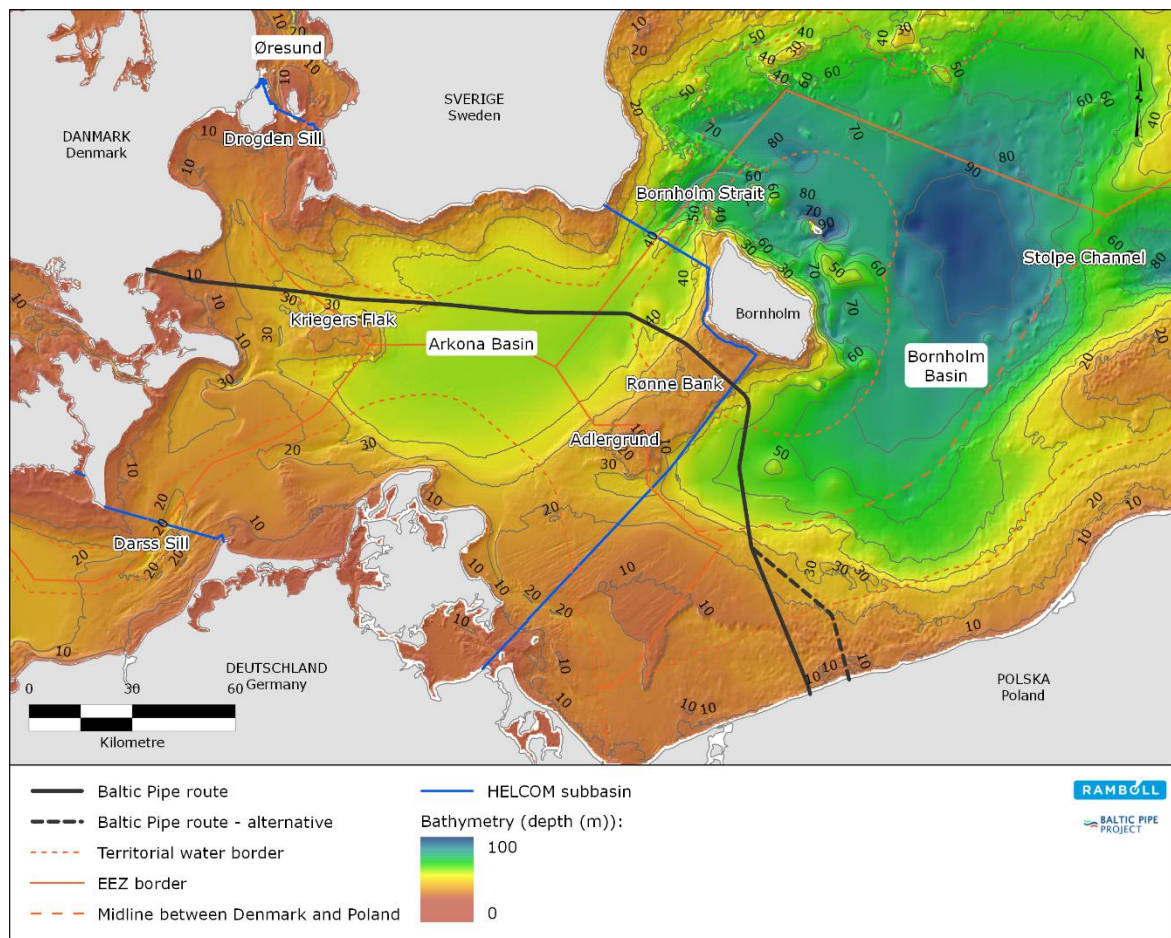 Øresund
Drogden Sill
DANMARK
Denmark
SVERIGE
Sweden
N
Bornholm Strait
Stolpe Channel
Kriegers Flak
Arkona Basin
Bornholm
Bornholm
Basin
Rønne Bank
Adlergrund
Darss Sill
DEUTSCHLAND
Germany
POLSKA
Poland
0 30 60
Kilometre
Baltic Pipe route
Baltic Pipe route - alternative
Territorial water border
EEZ border
Midline between Denmark and Poland
HELCOM subbasin
Bathymetry (depth (m)):
100
0
RAMBOLL
BALTIC PIPE
PROJECT